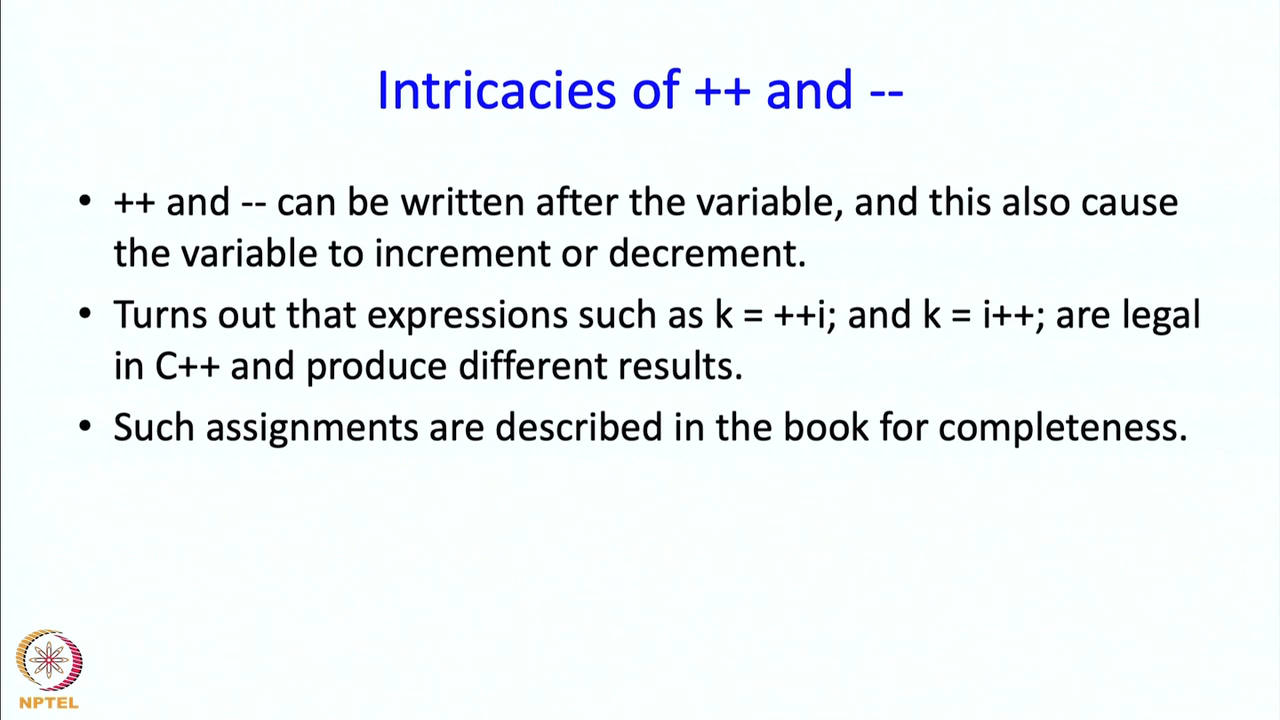 Intricacies of ++ and --
• ++ and -- can be written after the variable, and this also cause
the variable to increment or decrement.
• Turns out that expressions such as k = ++i; and k = i++; are legal
in C++ and produce different results.
• Such assignments are described in the book for completeness.
NPTEL